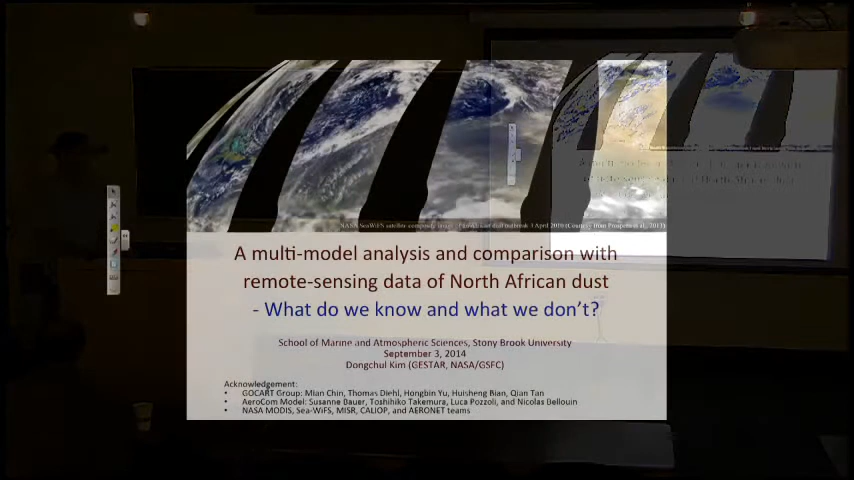 A multi-model analysis and comparison with
remote-sensing data of North African dust
- What do we know and what we don't?
School of Marine and Atmospheric Sciences, Stony Brook University
September 3, 2014
Dongchul Kim (GESTAR, NASA/GSFC)
Acknowledgement:
• GOCART Group: Mian Chin, Thomas Diehl, Hongbin Yu, Huisheng Bian, Qian Tan
• AeroCom Model: Susanne Bauer, Toshihiko Takemura, Luca Pozzoli, and Nicolas Bellouin
• NASA MODIS, Sea-WiFS, MISR, CALIOP, and AERONET teams